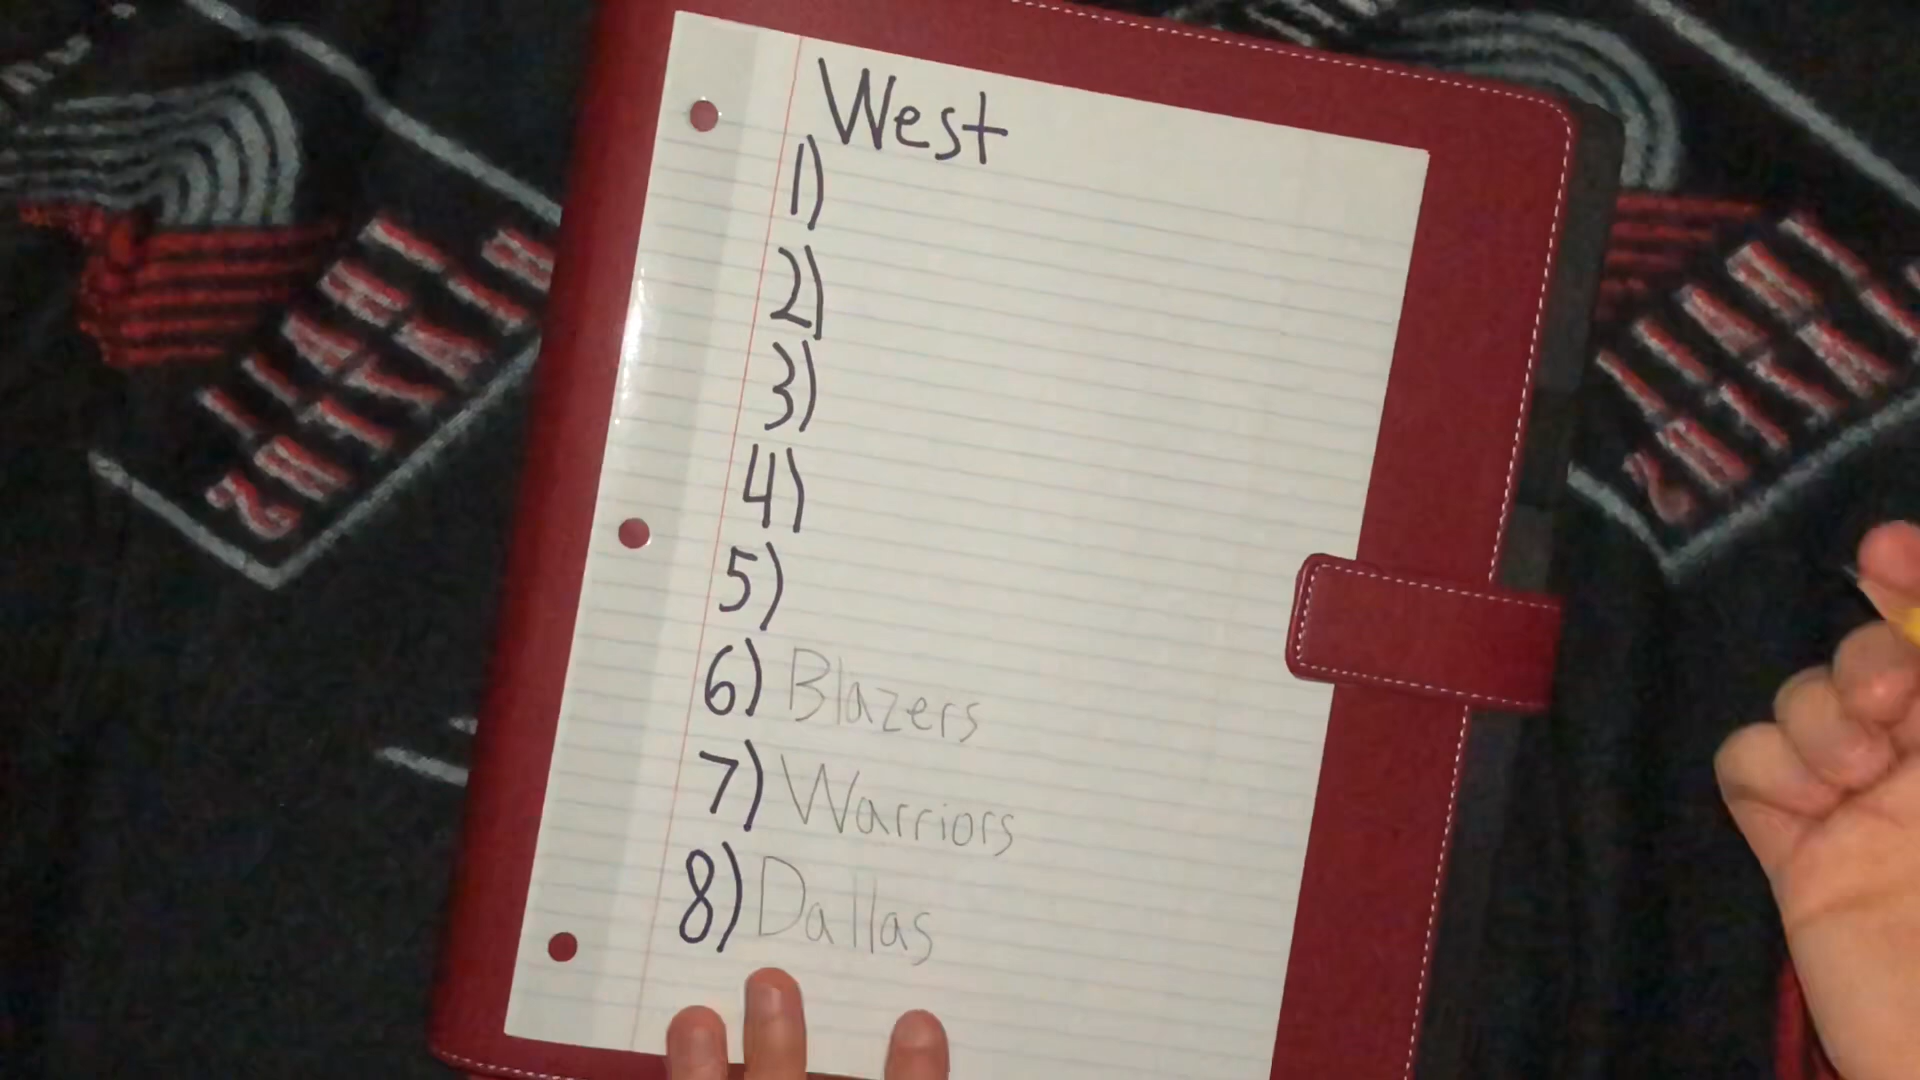 West
1)
2)
3)
4)
5)
6) Blazers
7) Warriors
8) Dallas